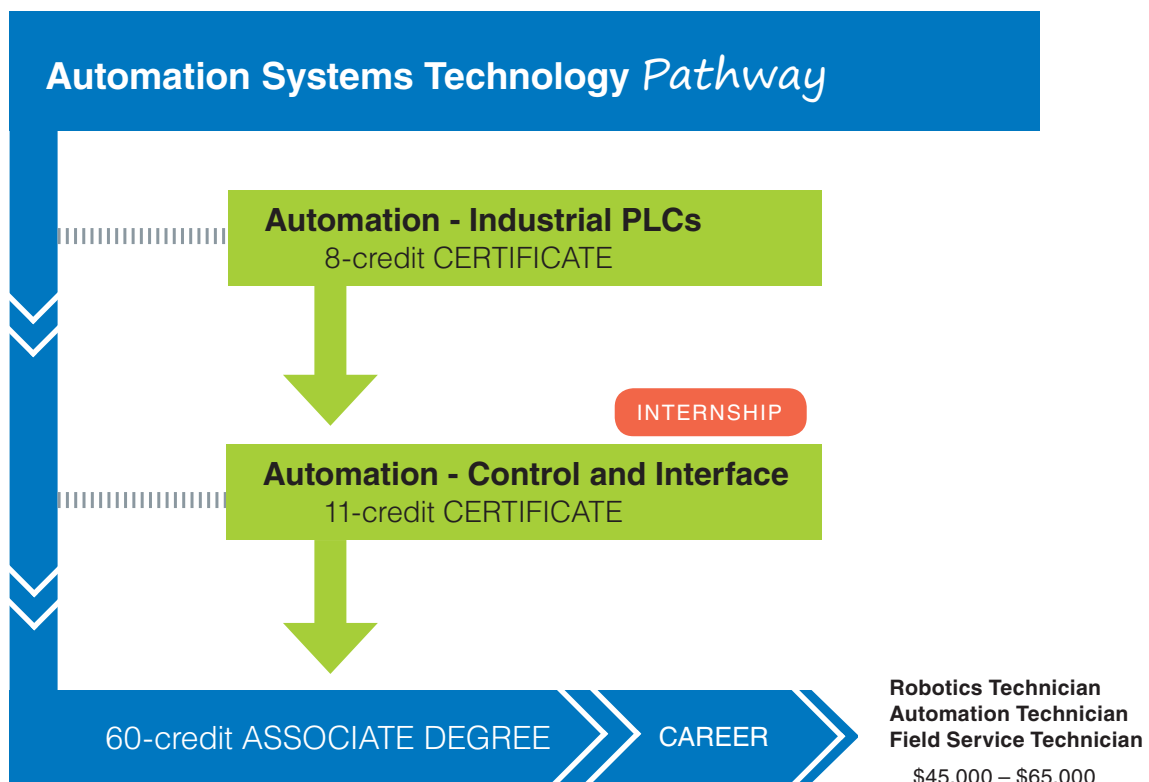 Automation Systems Technology Pathway
Automation - Industrial PLCs
8-credit CERTIFICATE
INTERNSHIP
Automation - Control and Interface
11-credit CERTIFICATE
60-credit ASSOCIATE DEGREE
CAREER
Robotics Technician
Automation Technician
Field Service Technician
$45,000 – $65,000